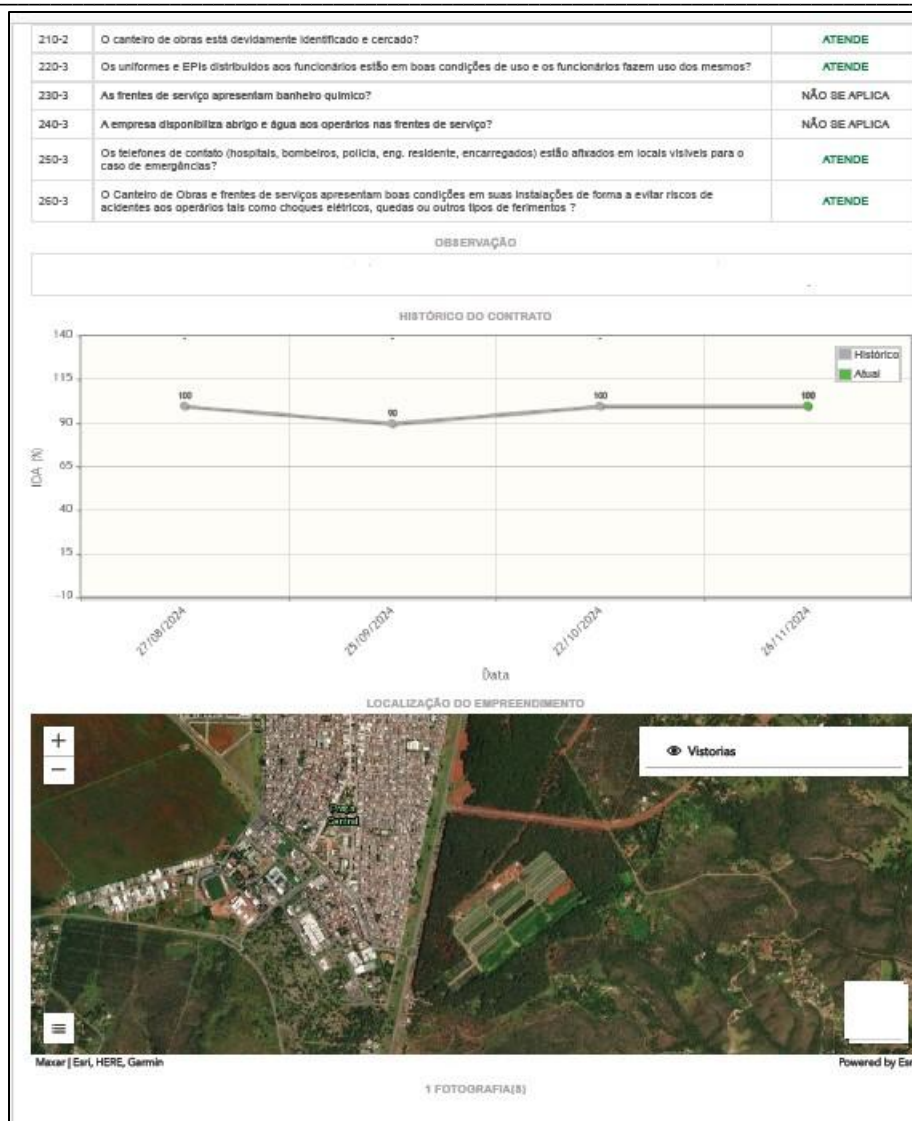 210-2 O canteiro de obras está devidamente identificado e cercado? ATENDE
220-3 Os uniformes e EPIs distribuídos aos funcionários estão em boas condições de uso e os funcionários fazem uso dos mesmos? ATENDE
230-3 As frentes de serviço apresentam banheiro químico? NÃO SE APLICA
240-3 A empresa disponibiliza abrigo e água aos operários nas frentes de serviço? NÃO SE APLICA
250-3 Os telefones de contato (hospitais, bombeiros, polícia, eng. residente, encarregados) estão afixados em locais visíveis para o
caso de emergências? ATENDE
260-3 O Canteiro de Obras e frentes de serviços apresentam boas condições em suas instalações de forma a evitar riscos de
acidentes aos operários tais como choques elétricos, quedas ou outros tipos de ferimentos ? ATENDE
OBSERVAÇÃO
HISTÓRICO DO CONTRATO
140
115
90
65
40
15
-10
IDA (%)
100
90
100
100
Histórico
Atual
27/08/2024
25/09/2024
22/10/2024
26/11/2024
Data
LOCALIZAÇÃO DO EMPREENDIMENTO
+
−
Vistorias
Maxar | Esri, HERE, Garmin
Powered by Esri
1 FOTOGRAFIA(S)